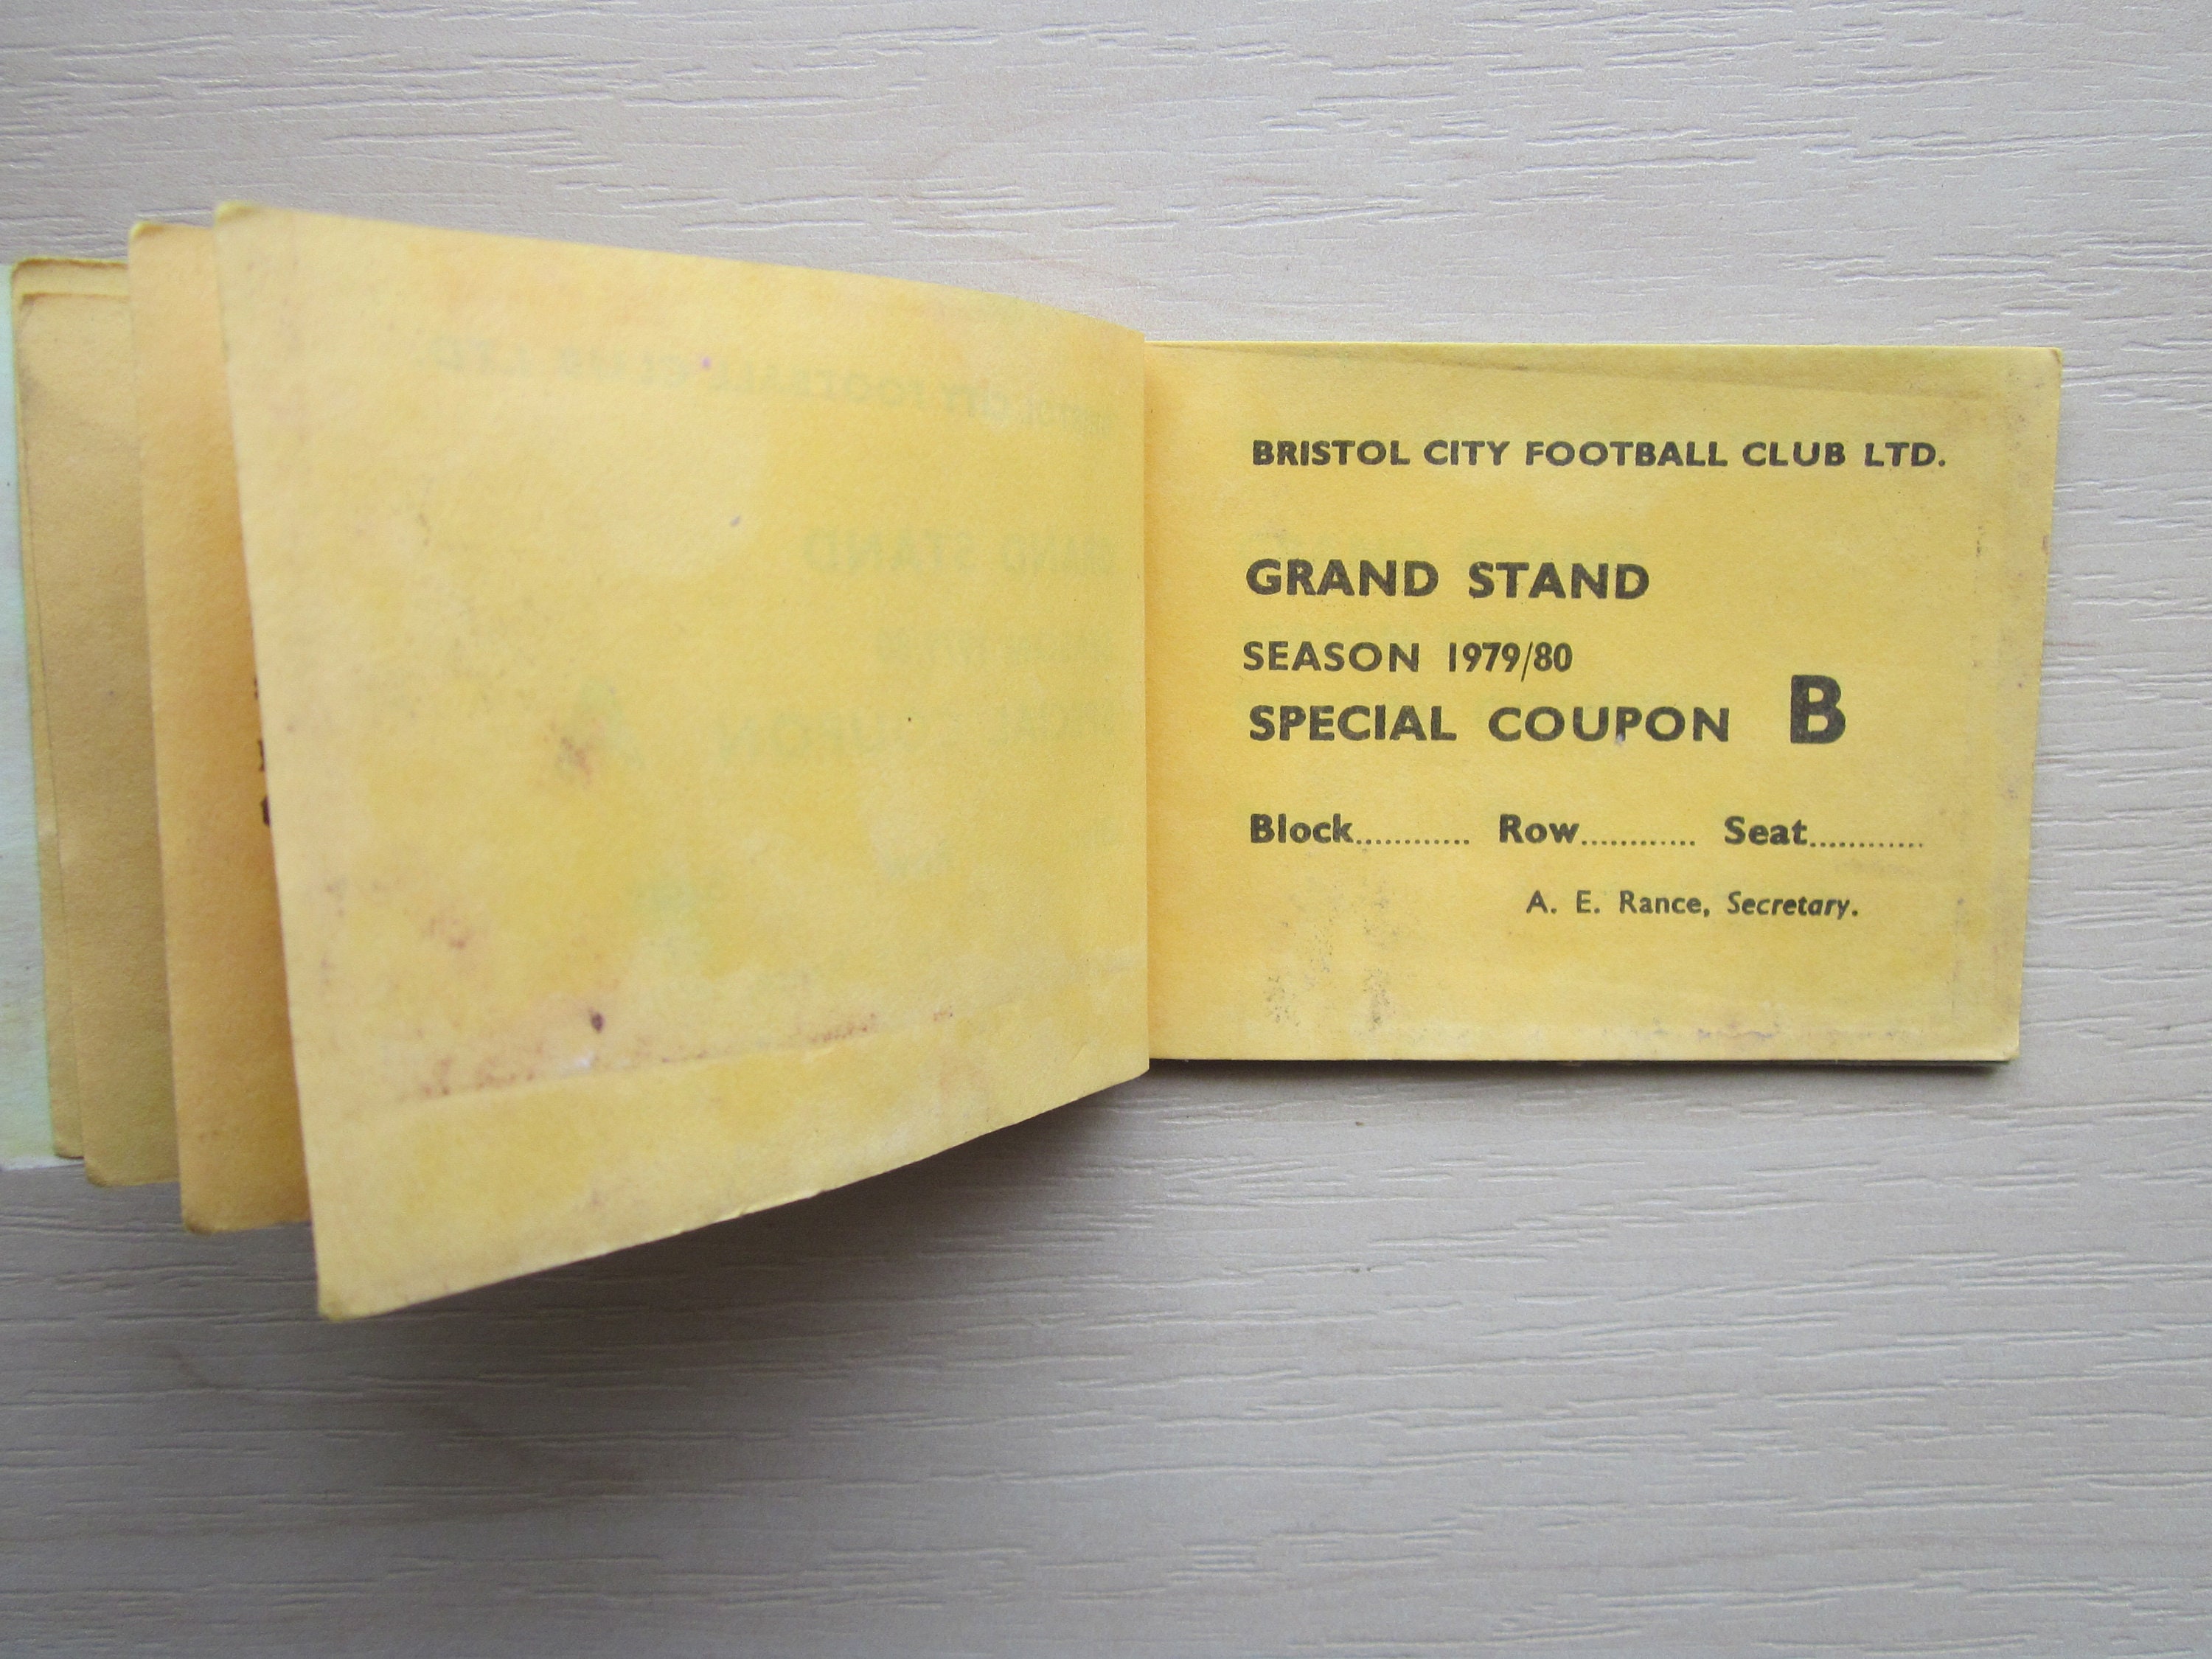 BRISTOL CITY FOOTBALL CLUB LTD.
GRAND STAND
SEASON 1979/80
SPECIAL COUPON B
Block............ Row............ Seat............
A. E. Rance, Secretary.